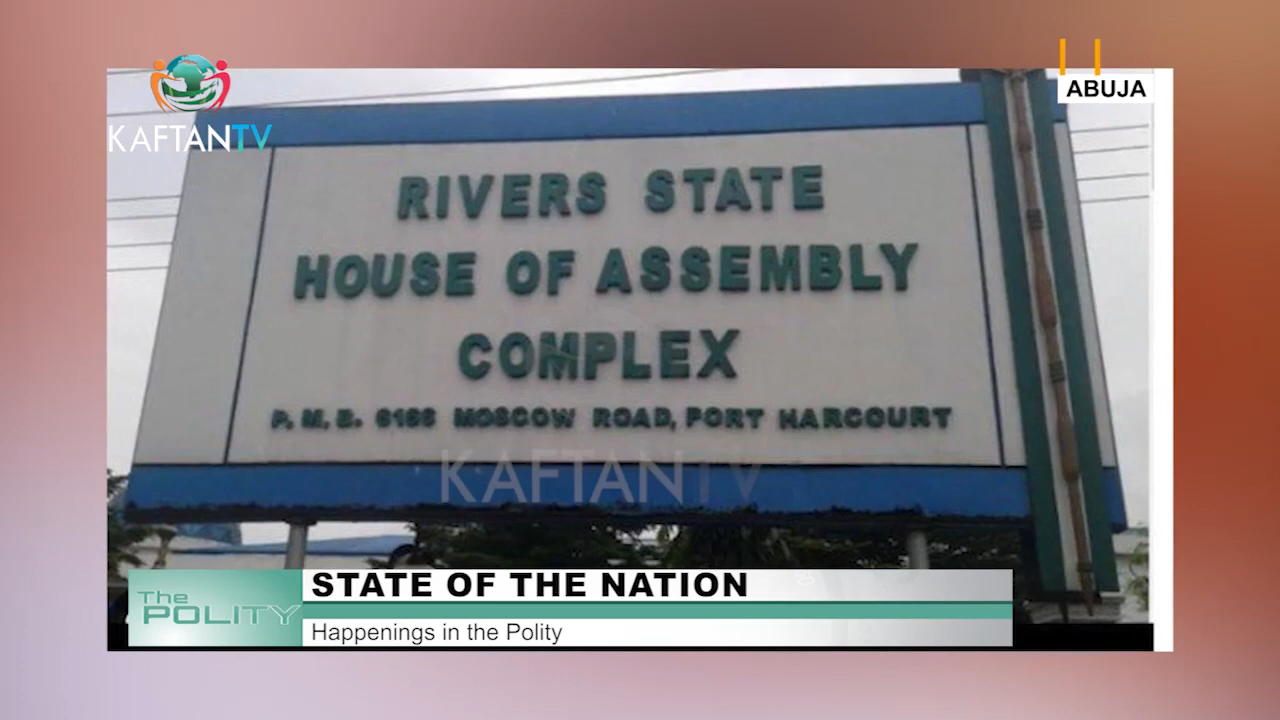 KAFTANTV
ABUJA
RIVERS STATE
HOUSE OF ASSEMBLY
COMPLEX
P. M. B. 6166 MOSCOW ROAD, PORT HARCOURT
KAFTANTV
The
POLITY
STATE OF THE NATION
Happenings in the Polity